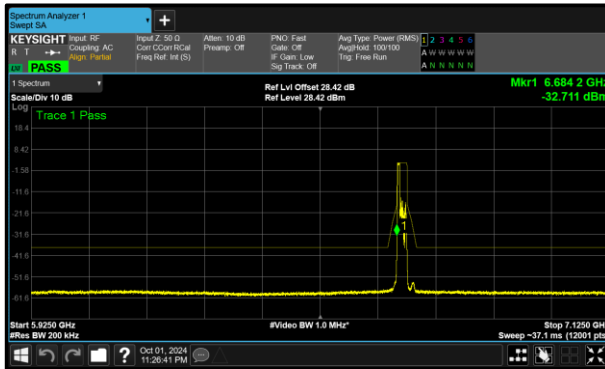 Spectrum Analyzer 1
Swept SA
KEYSIGHT
R T
LW PASS
Input: RF
Coupling: AC
Align: Partial
Input Z: 50 Ω
Corr CCorr RCal
Freq Ref: Int (S)
Atten: 10 dB
Preamp: Off
PNO: Fast
Gate: Off
IF Gain: Low
Sig Track: Off
Avg Type: Power (RMS)
Avg|Hold: 100/100
Trig: Free Run
1 2 3 4 5 6
A W W W W W
A N N N N N
1 Spectrum
Scale/Div 10 dB
Ref Lvl Offset 28.42 dB
Ref Level 28.42 dBm
Mkr1 6.684 2 GHz
-32.711 dBm
Log
Trace 1 Pass
18.4
8.42
-1.58
-11.6
-21.6
-31.6
-41.6
-51.6
-61.6
1
Start 5.9250 GHz
#Res BW 200 kHz
#Video BW 1.0 MHz*
Stop 7.1250 GHz
Sweep ~37.1 ms (12001 pts)
?
Oct 01, 2024
11:26:41 PM